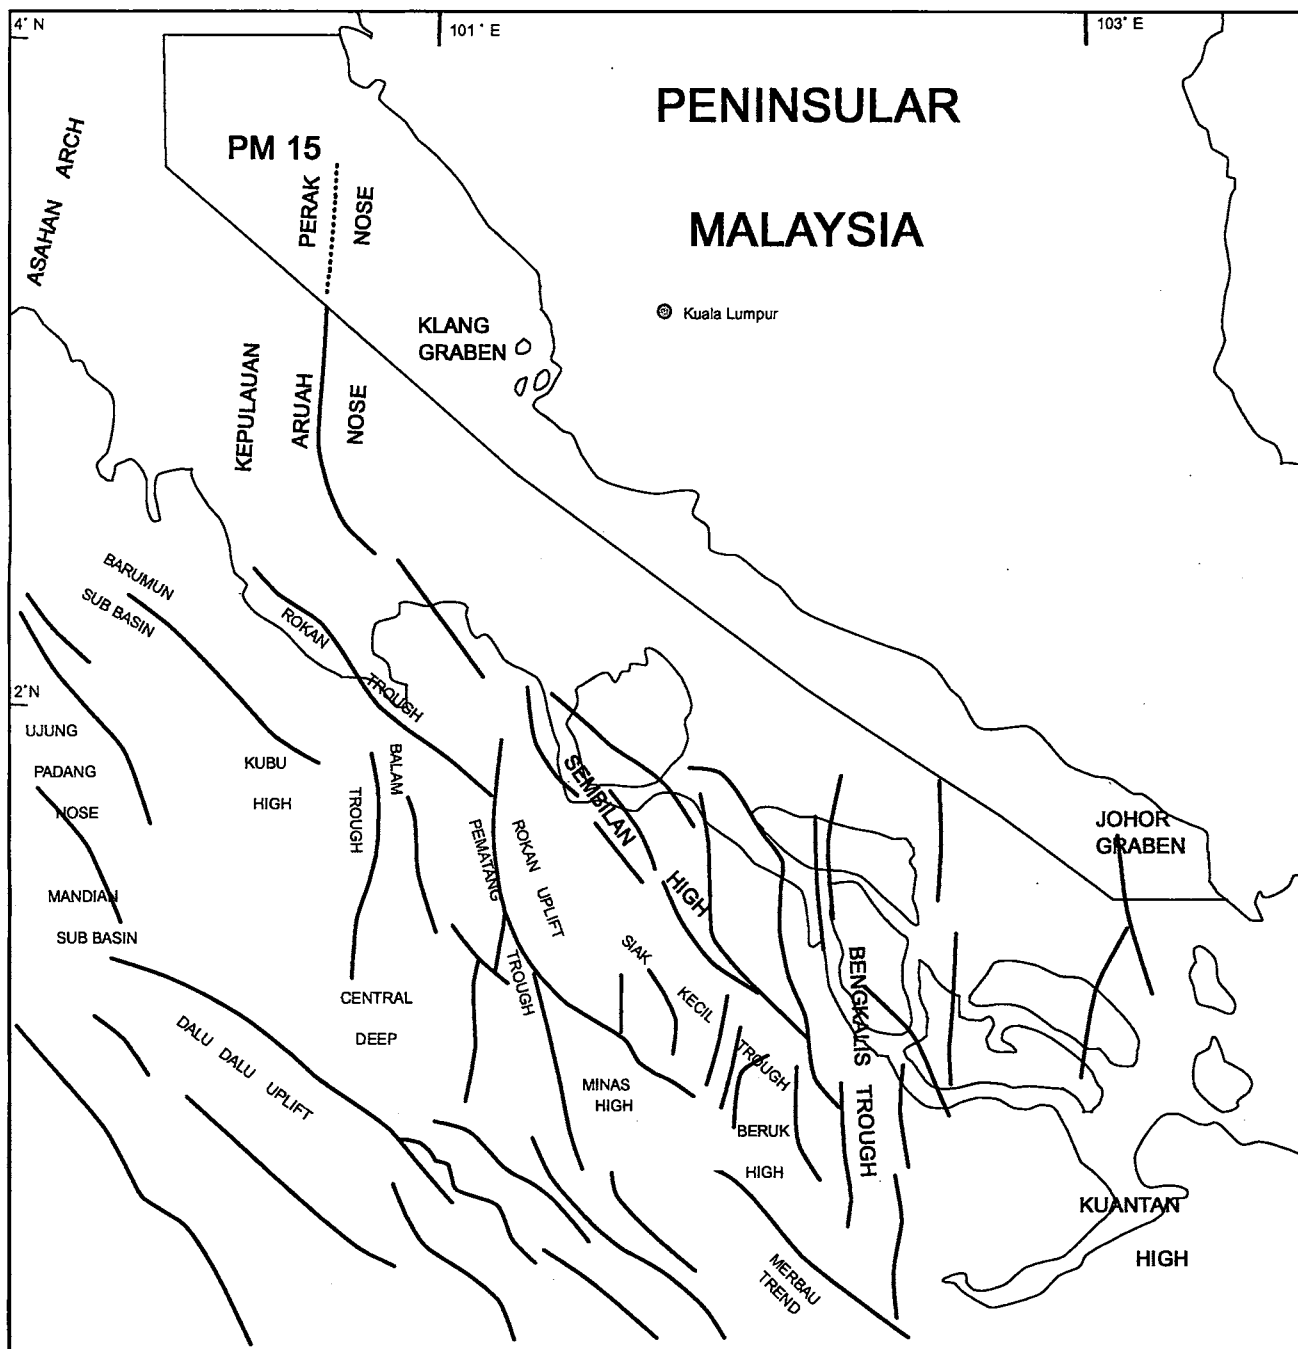 4° N
101° E
103° E
PENINSULAR
MALAYSIA
PM 15
ASAHAN ARCH
PERAK
NOSE
Kuala Lumpur
KLANG
GRABEN
KEPULAUAN
ARUAH
NOSE
BARUMUN
SUB BASIN
ROKAN
TROUGH
2° N
UJUNG
PADANG
HOSE
KUBU
HIGH
BALAM
TROUGH
SEMBILAN
HIGH
PEMATANG
TROUGH
ROKAN UPLIFT
JOHOR
GRABEN
MANDIAN
SUB BASIN
SIAK
KECIL
TROUGH
BENGKALIS TROUGH
CENTRAL
DEEP
DALU DALU UPLIFT
MINAS
HIGH
BERUK
HIGH
KUANTAN
HIGH
MERBAU
TREND